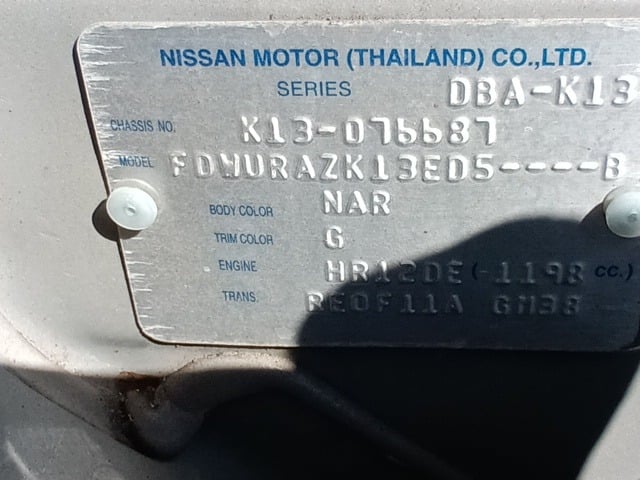 NISSAN MOTOR (THAILAND) CO.,LTD.
SERIES DBA-K13
CHASSIS NO. K13-076687
MODEL FDWURAZK13EDS----B
BODY COLOR NAR
TRIM COLOR G
ENGINE HR12DE (1198 cc.)
TRANS. RE0F11A GM38